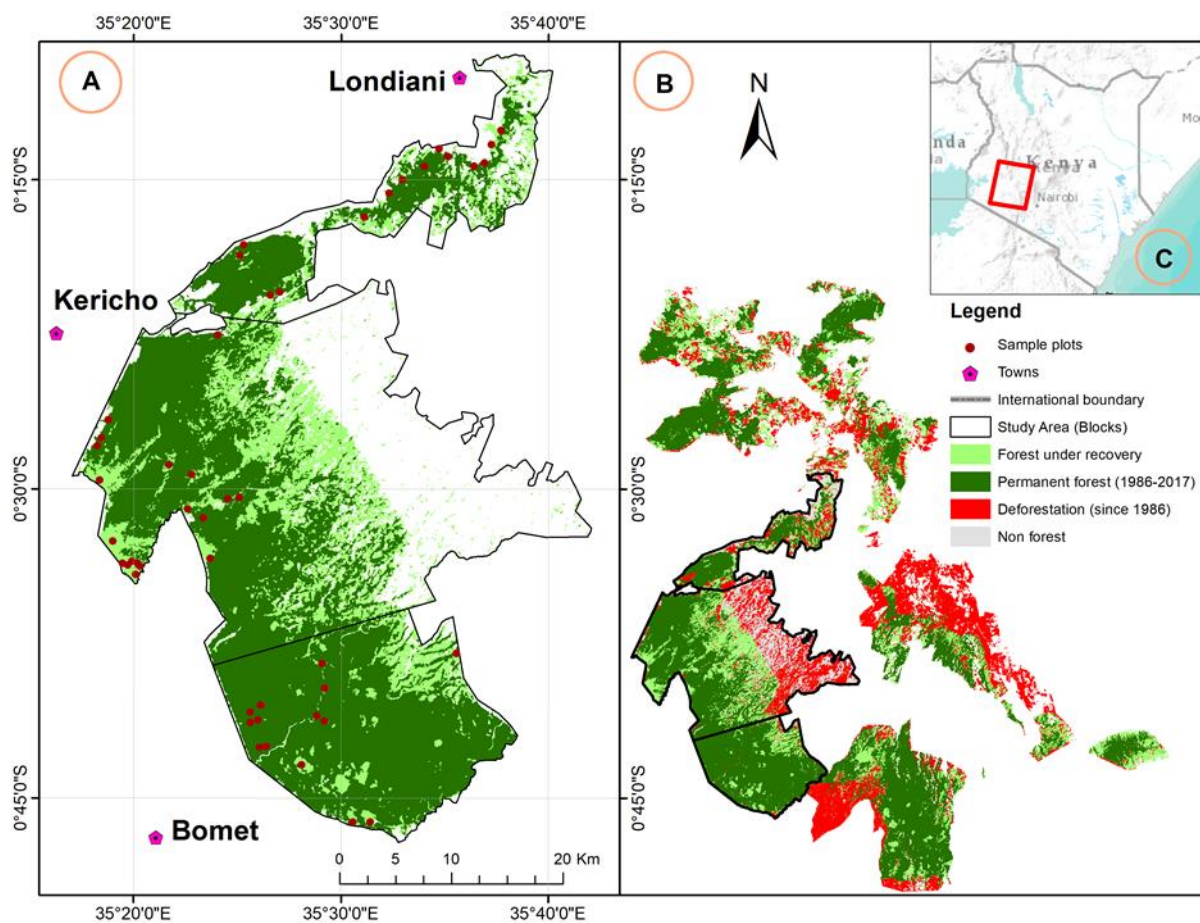 35°20'0"E
35°30'0"E
35°40'0"E
A
Londiani
Kericho
Bomet
0°15'0"S
0°30'0"S
0°45'0"S
0°15'0"S
0°30'0"S
0°45'0"S
0
5
10
20 Km
35°20'0"E
35°30'0"E
35°40'0"E
B
N
Kenya
Nairobi
C
Legend
Sample plots
Towns
International boundary
Study Area (Blocks)
Forest under recovery
Permanent forest (1986-2017)
Deforestation (since 1986)
Non forest